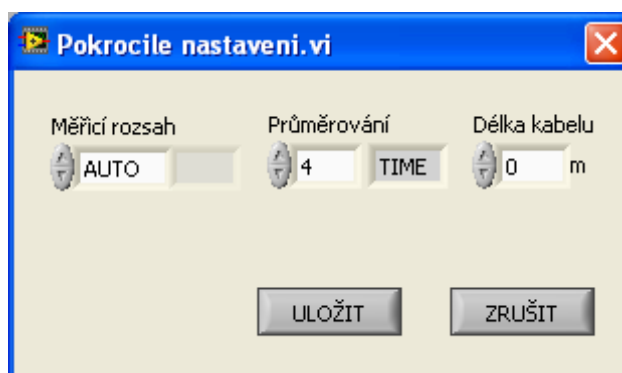 Pokrocile nastaveni.vi
Měřicí rozsah Průměrování Délka kabelu
AUTO 4 TIME 0 m
ULOŽIT ZRUŠIT